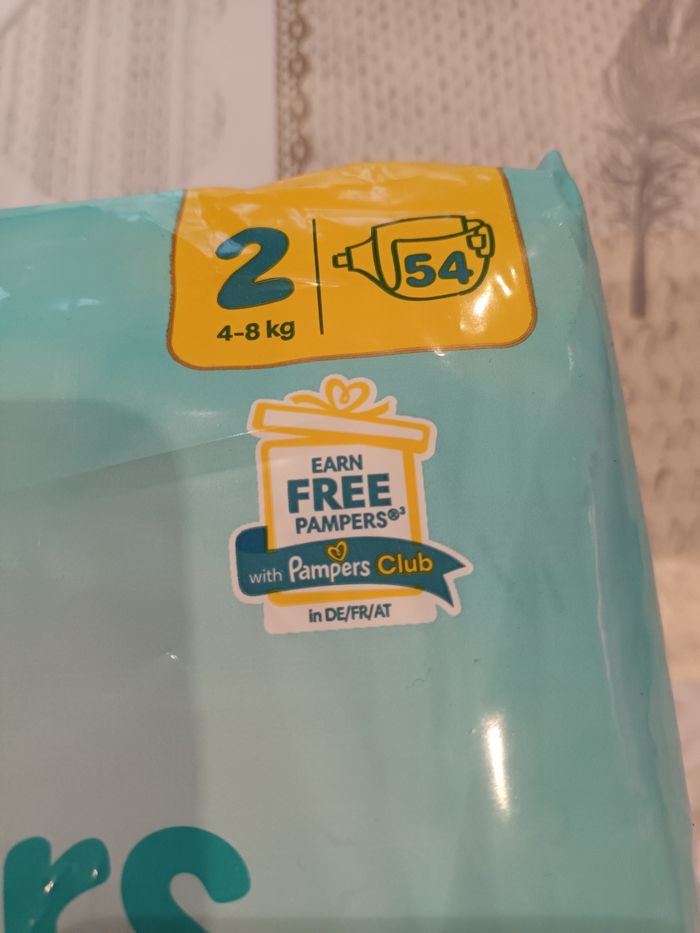 2
54
4-8 kg
EARN
FREE
PAMPERS®³
with Pampers Club
in DE/FR/AT
rs